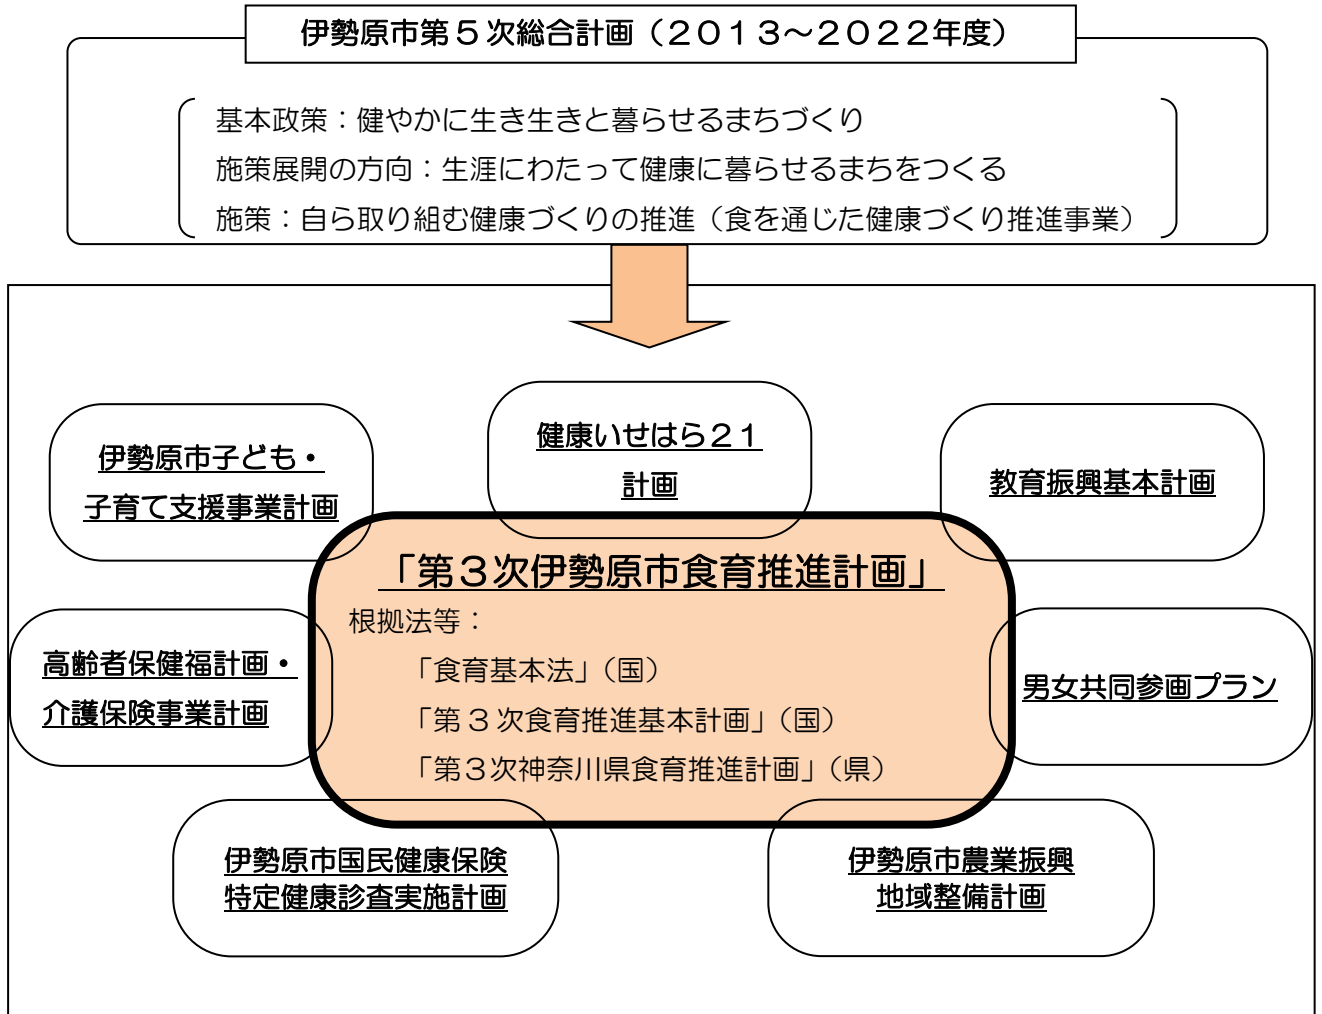 伊勢原市第５次総合計画（２０１３～２０２２年度）
基本政策：健やかに生き生きと暮らせるまちづくり
施策展開の方向：生涯にわたって健康に暮らせるまちをつくる
施策：自ら取り組む健康づくりの推進（食を通じた健康づくり推進事業）
健康いせはら２１
計画
伊勢原市子ども・
子育て支援事業計画
教育振興基本計画
「第３次伊勢原市食育推進計画」
根拠法等：
「食育基本法」（国）
「第３次食育推進基本計画」（国）
「第３次神奈川県食育推進計画」（県）
高齢者保健福計画・
介護保険事業計画
男女共同参画プラン
伊勢原市国民健康保険
特定健康診査実施計画
伊勢原市農業振興
地域整備計画